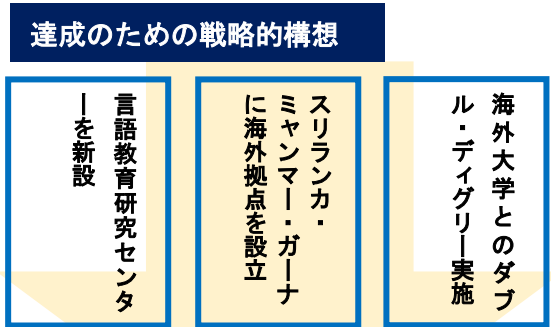 達成のための戦略的構想
海外大学とのダブ
ル・ディグリー実施
スリランカ・
ミャンマー・ガーナ
に海外拠点を設立
言語教育研究センタ
ーを新設